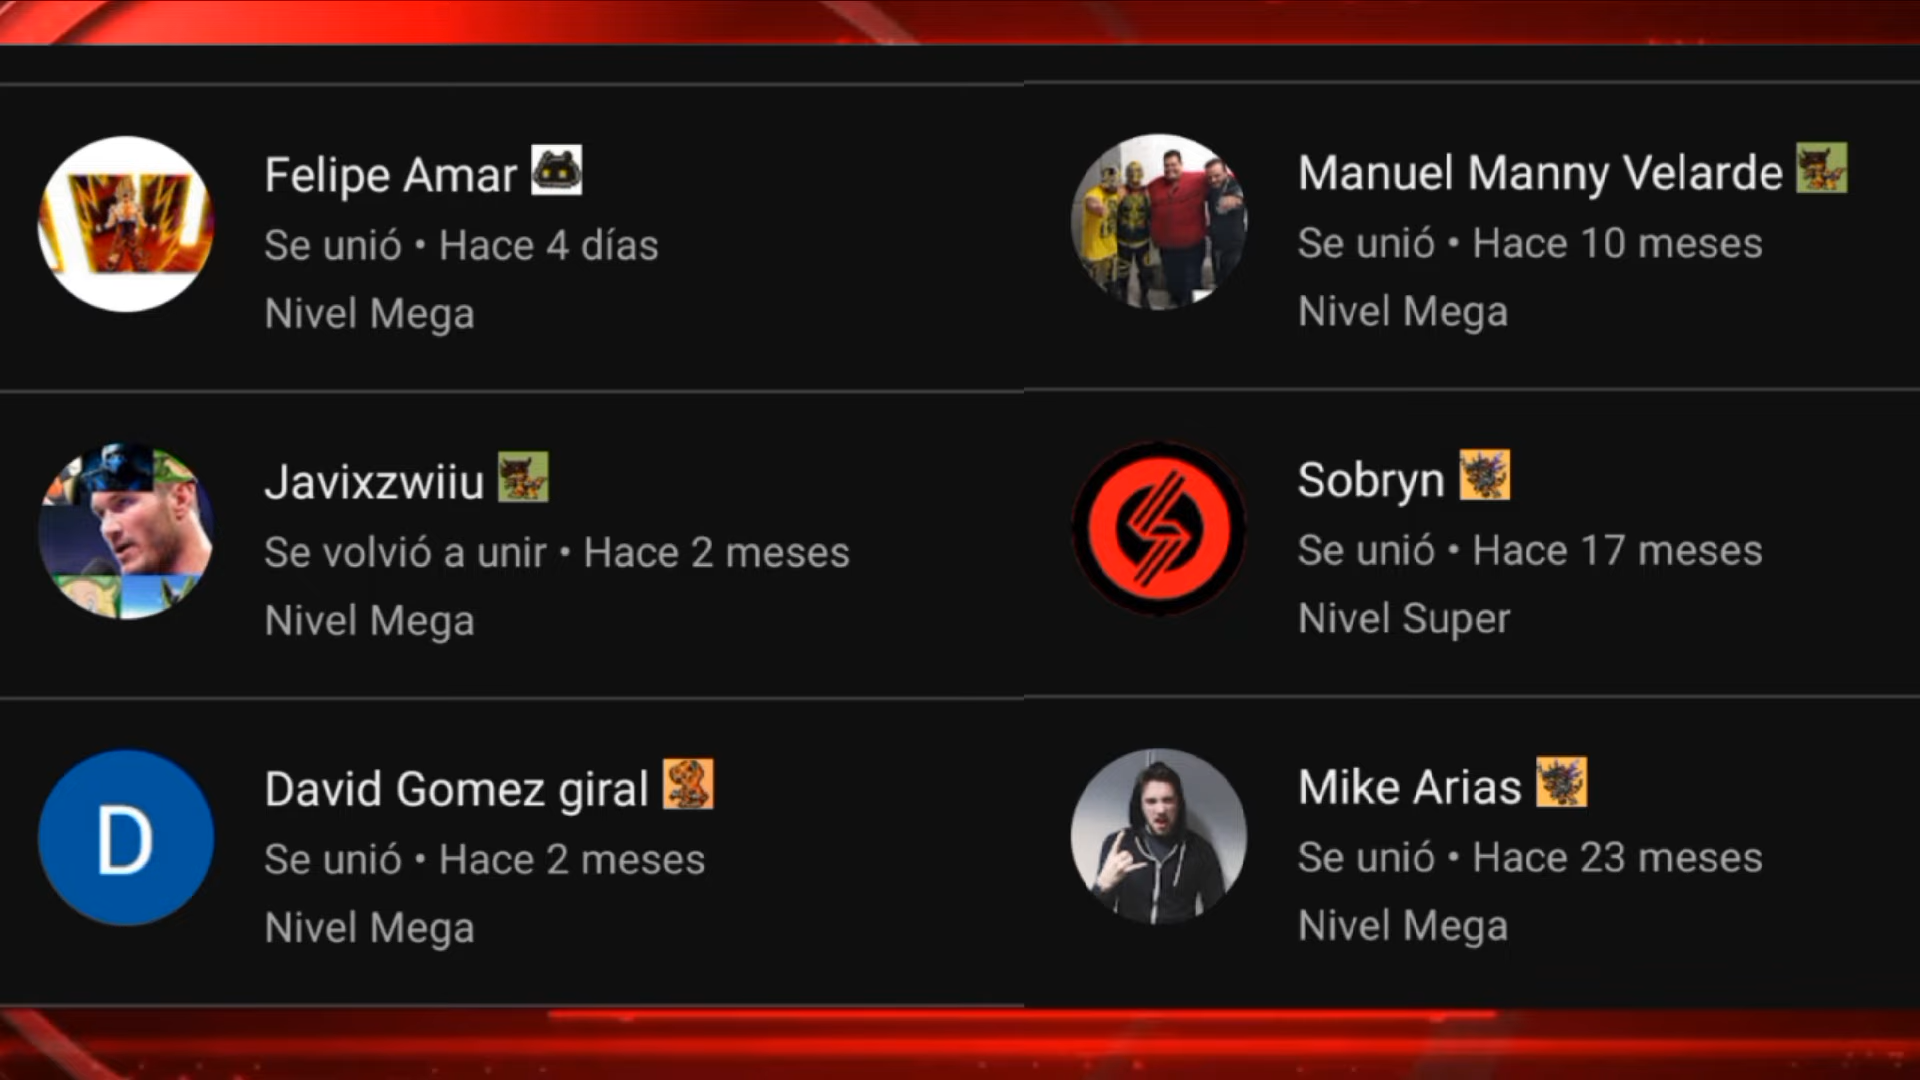 Felipe Amar
Se unió • Hace 4 días
Nivel Mega
Javixzwiiu
Se volvió a unir • Hace 2 meses
Nivel Mega
D
David Gomez giral
Se unió • Hace 2 meses
Nivel Mega
Manuel Manny Velarde
Se unió • Hace 10 meses
Nivel Mega
Sobryn
Se unió • Hace 17 meses
Nivel Super
Mike Arias
Se unió • Hace 23 meses
Nivel Mega